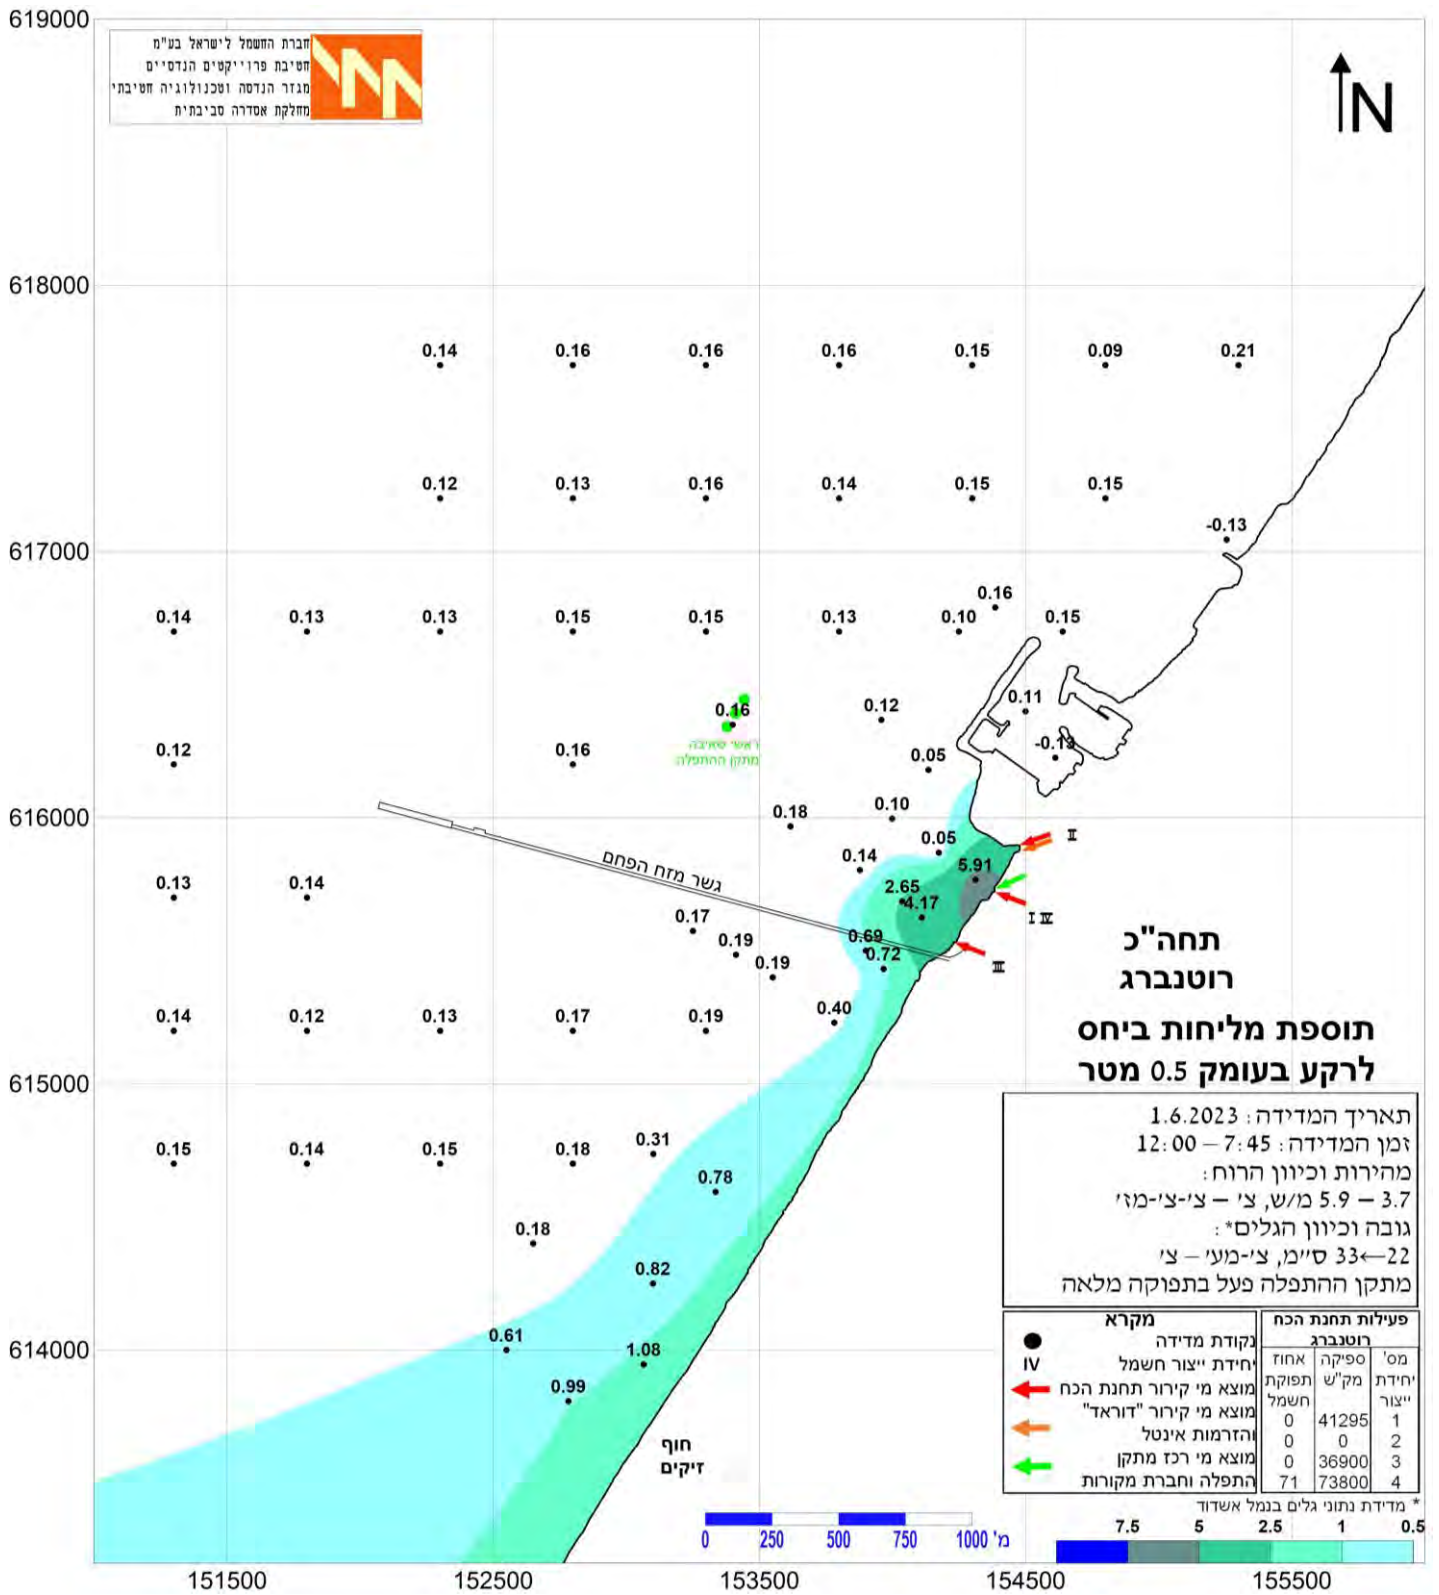 619000
חברת החשמל לישראל בע"מ
חטיבת פרוייקטים הנדסיים
מגזר הנדסה וטכנולוגיה חטיבתי
מחלקת אסדרה סביבתית
N
618000
0.14 0.16 0.16 0.16 0.15 0.09 0.21
0.12 0.13 0.16 0.14 0.15 0.15
-0.13
617000
0.16
0.14 0.13 0.13 0.15 0.15 0.13 0.10 0.15
0.16 0.12 0.11
ראשי שאיבה
מתקן ההתפלה
0.12 0.16 0.05 -0.13
616000
0.18 0.10
גשר מזח הפחם
0.14 0.05
II
0.13 0.14 2.65 5.91
4.17
I IV
0.17
0.19 0.69
0.19 0.72
III
תחה"כ
רוטנברג
0.14 0.12 0.13 0.17 0.19 0.40
תוספת מליחות ביחס
לרקע בעומק 0.5 מטר
615000
0.15 0.14 0.15 0.18 0.31
0.78
0.18
0.82
614000
0.61 1.08
0.99
חוף
זיקים
תאריך המדידה: 1.6.2023
זמן המדידה: 7:45 – 12:00
מהירות וכיוון הרוח:
3.7 – 5.9 מ/ש, צי – צי-צי-מזי
גובה וכיוון הגלים*:
22→33 ס"מ, צי-מעי – צי
מתקן ההתפלה פעל בתפוקה מלאה
מקרא
נקודת מדידה
יחידת ייצור חשמל IV
מוצא מי קירור תחנת הכח
מוצא מי קירור "דוראד"
והזרמות אינטל
מוצא מי רכז מתקן
התפלה וחברת מקורות
פעילות תחנת הכח
רוטנברג
מס' ספיקה אחוז
יחידת מק"ש תפוקת
ייצור חשמל
1 41295 0
2 0 0
3 36900 0
4 73800 71
* מדידת נתוני גלים בנמל אשדוד
7.5 5 2.5 1 0.5
0 250 500 750 1000 מ'
151500 152500 153500 154500 155500
615000